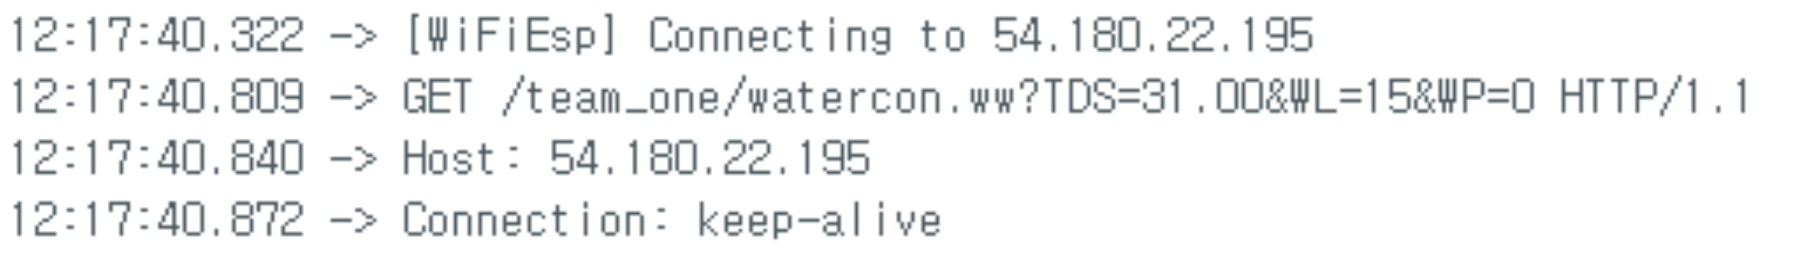 12:17:40.322 -> [WiFiEsp] Connecting to 54.180.22.195
12:17:40.809 -> GET /team_one/watercon.ww?TDS=31.00&WL=15&WP=0 HTTP/1.1
12:17:40.840 -> Host: 54.180.22.195
12:17:40.872 -> Connection: keep-alive